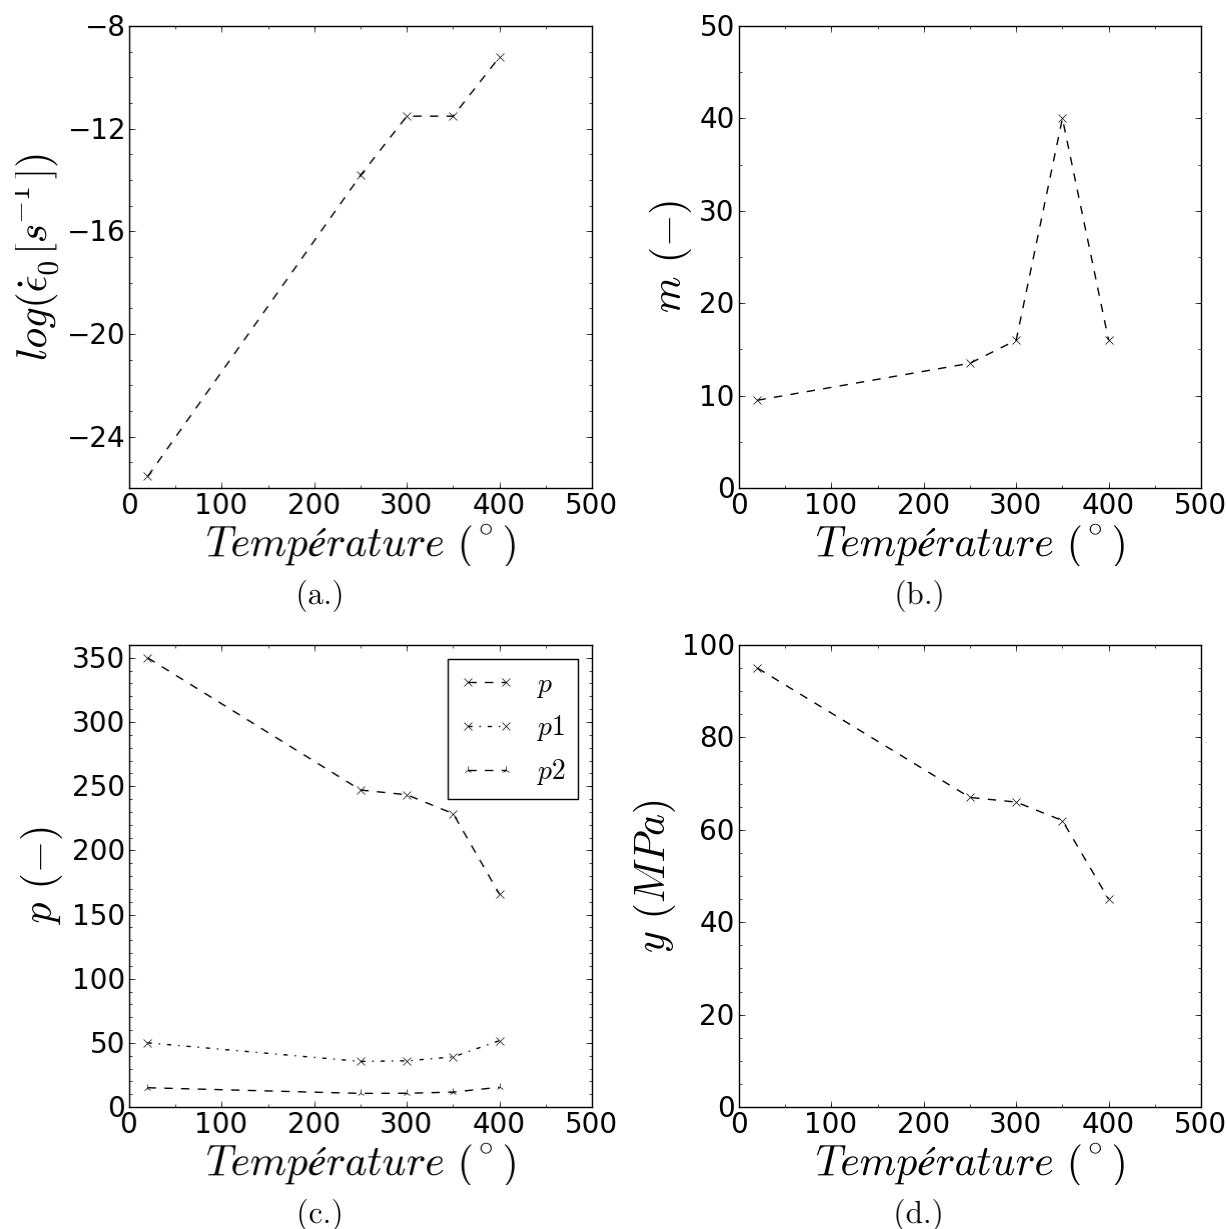 −8
−12
−16
−20
−24
log(ϵ̇₀[s⁻¹])
0 100 200 300 400 500
Température (°)
(a.)
50
40
30
20
10
0
m (−)
0 100 200 300 400 500
Température (°)
(b.)
350
300
250
200
150
100
50
0
p (−)
p
p1
p2
0 100 200 300 400 500
Température (°)
(c.)
100
80
60
40
20
0
y (MPa)
0 100 200 300 400 500
Température (°)
(d.)